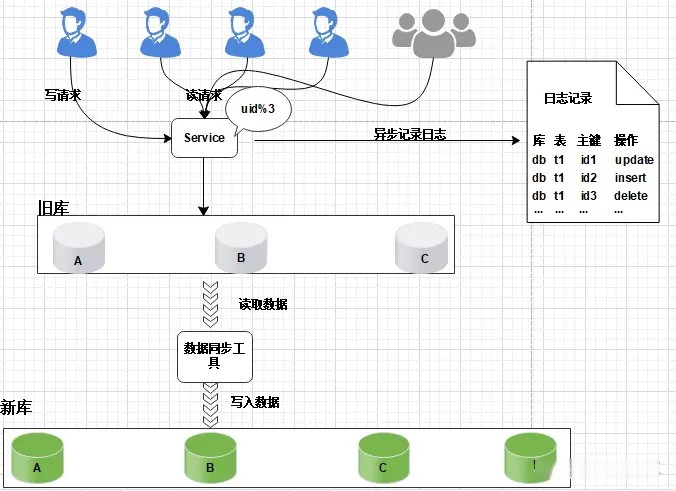 写请求
读请求
uid%3
Service
异步记录日志
日志记录
库 表 主键 操作
db t1 id1 update
db t1 id2 insert
db t1 id3 delete
... ... ... ...
旧库
A
B
C
读取数据
数据同步工
具
写入数据
新库
A
B
C